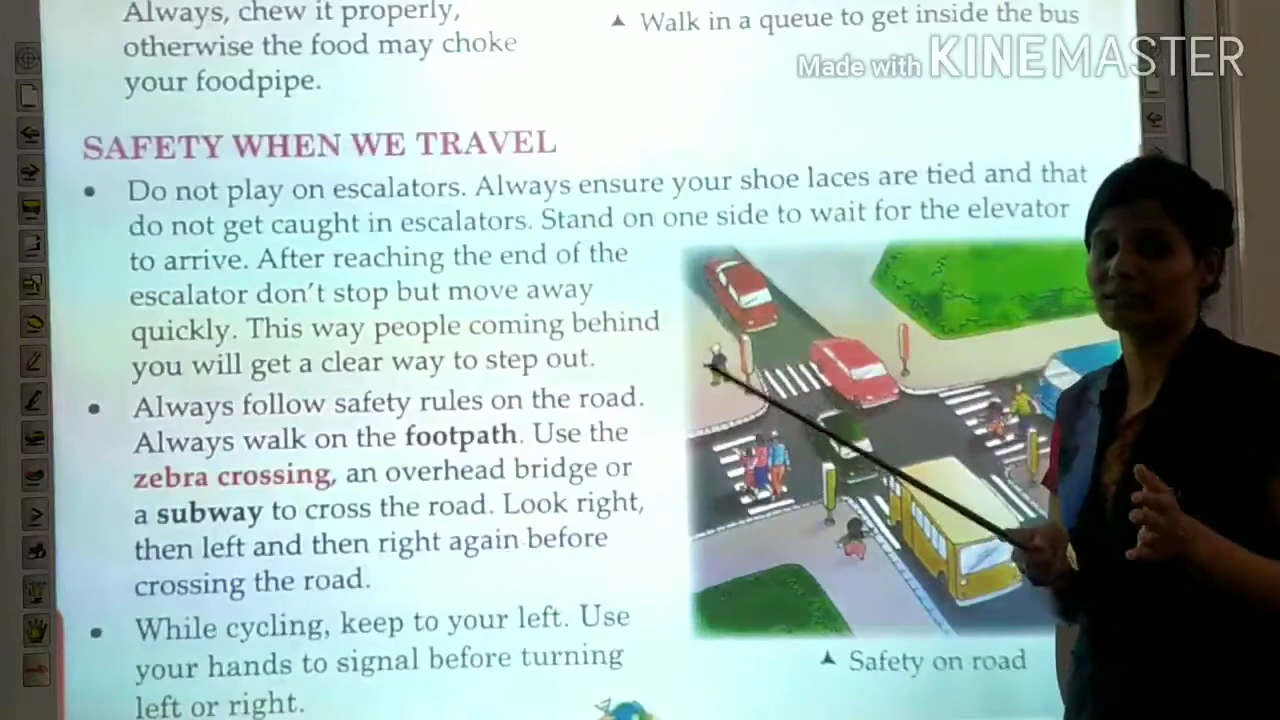 Always, chew it properly,
otherwise the food may choke
your foodpipe.
▲ Walk in a queue to get inside the bus
Made with KINEMASTER
SAFETY WHEN WE TRAVEL
• Do not play on escalators. Always ensure your shoe laces are tied and that
do not get caught in escalators. Stand on one side to wait for the elevator
to arrive. After reaching the end of the
escalator don't stop but move away
quickly. This way people coming behind
you will get a clear way to step out.
• Always follow safety rules on the road.
Always walk on the footpath. Use the
zebra crossing, an overhead bridge or
a subway to cross the road. Look right,
then left and then right again before
crossing the road.
• While cycling, keep to your left. Use
your hands to signal before turning
left or right.
▲ Safety on road